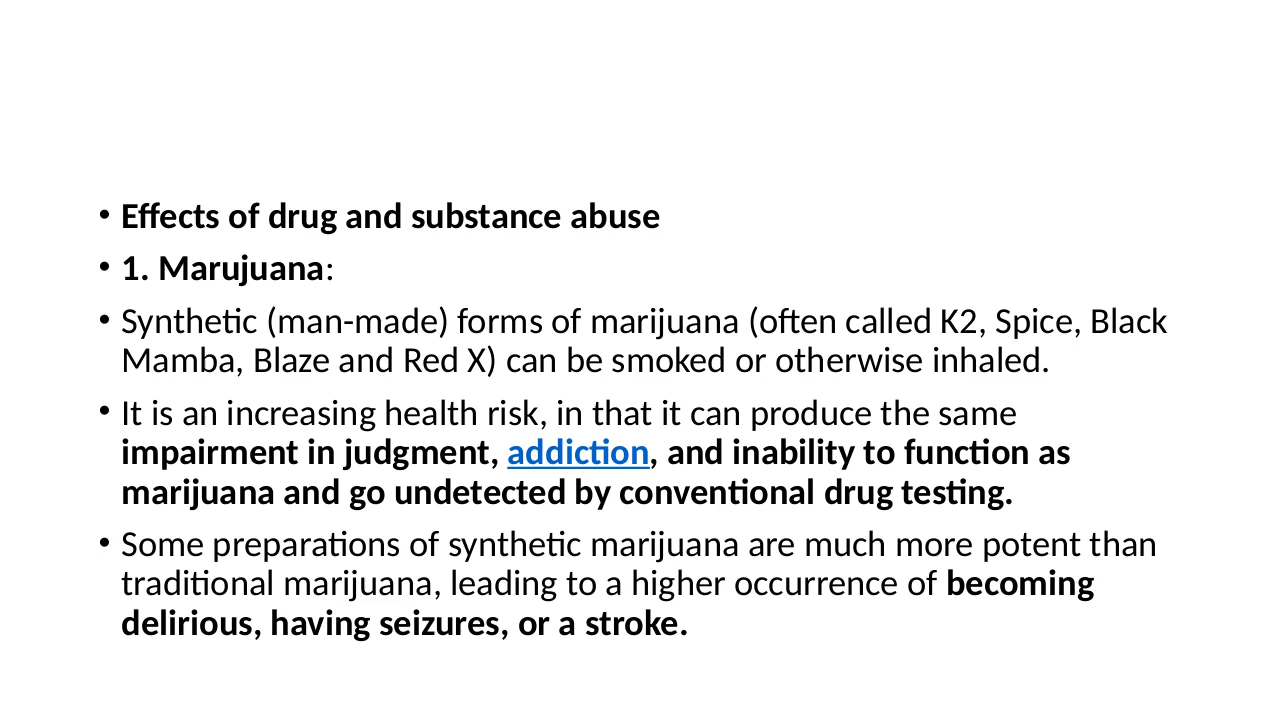 • Effects of drug and substance abuse
• 1. Marujuana:
• Synthetic (man-made) forms of marijuana (often called K2, Spice, Black
Mamba, Blaze and Red X) can be smoked or otherwise inhaled.
• It is an increasing health risk, in that it can produce the same
impairment in judgment, addiction, and inability to function as
marijuana and go undetected by conventional drug testing.
• Some preparations of synthetic marijuana are much more potent than
traditional marijuana, leading to a higher occurrence of becoming
delirious, having seizures, or a stroke.